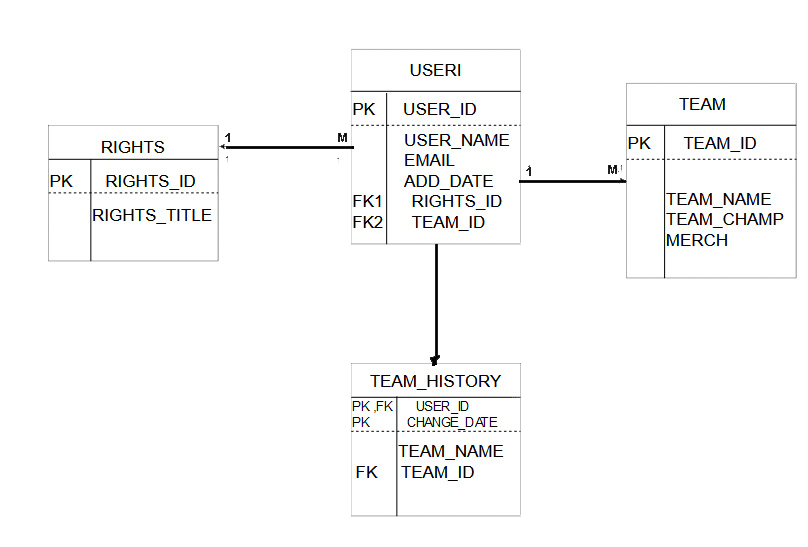 USERI
PK USER_ID
USER_NAME
EMAIL
ADD_DATE
FK1 RIGHTS_ID
FK2 TEAM_ID
RIGHTS
PK RIGHTS_ID
RIGHTS_TITLE
1 M
1
TEAM
PK TEAM_ID
TEAM_NAME
TEAM_CHAMP
MERCH
1 M
TEAM_HISTORY
PK ,FK USER_ID
PK CHANGE_DATE
TEAM_NAME
FK TEAM_ID